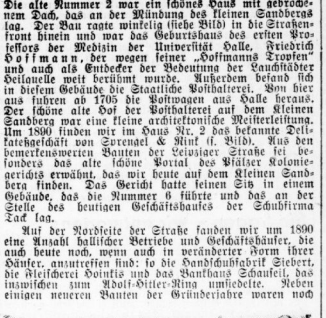 Die alte Nummer 2 war ein schönes Haus mit gebroche-
nem Dach, das an der Mündung des kleinen Sandbergs
lag. Der Bau ragte winkelig (siehe Bild) in die Straßen-
front hinein und war das Geburtshaus des ersten Pro-
fessors der Medizin der Universität Halle, Friedrich
Hoffmann, der wegen seiner „Hoffmanns Tropfen“
und auch als Entdecker der Bedeutung der Lauchstädter
Heilquelle weit berühmt wurde. Außerdem befand sich
in diesem Gebäude die Staatliche Posthalterei. Von hier
aus fuhren ab 1705 die Postwagen aus Halle heraus.
Der schöne alte Hof der Posthalterei auf dem Kleinen
Sandberg war eine kleine architektonische Meisterleistung.
Um 1890 finden wir im Haus Nr. 2 das bekannte Deli-
kateßgeschäft von Sprengel & Rink (s. Bild). Aus den
bemerkenswerten Bauten der Leipziger Straße sei be-
sonders das alte schöne Portal des Pfälzer Kolonie-
gerichts erwähnt, das wir heute auf dem Kleinen Sand-
berg finden. Das Gericht hatte seinen Sitz in einem
Gebäude, das die Nummer 6 führte und das an der
Stelle des heutigen Geschäftshauses der Schuhfirma
Tack lag.
Auf der Nordseite der Straße fanden wir um 1890
eine Anzahl hallischer Betriebe und Geschäftshäuser, die
auch heute noch, wenn auch in veränderter Form ihrer
Häuser, anzutreffen sind: so die Handschuhfabrik Siebert,
die Fleischerei Hoinkis und das Bankhaus Schauseil, das
inzwischen zum Adolf-Hitler-Ring umsiedelte. Neben
einigen neueren Bauten der Gründerjahre waren noch